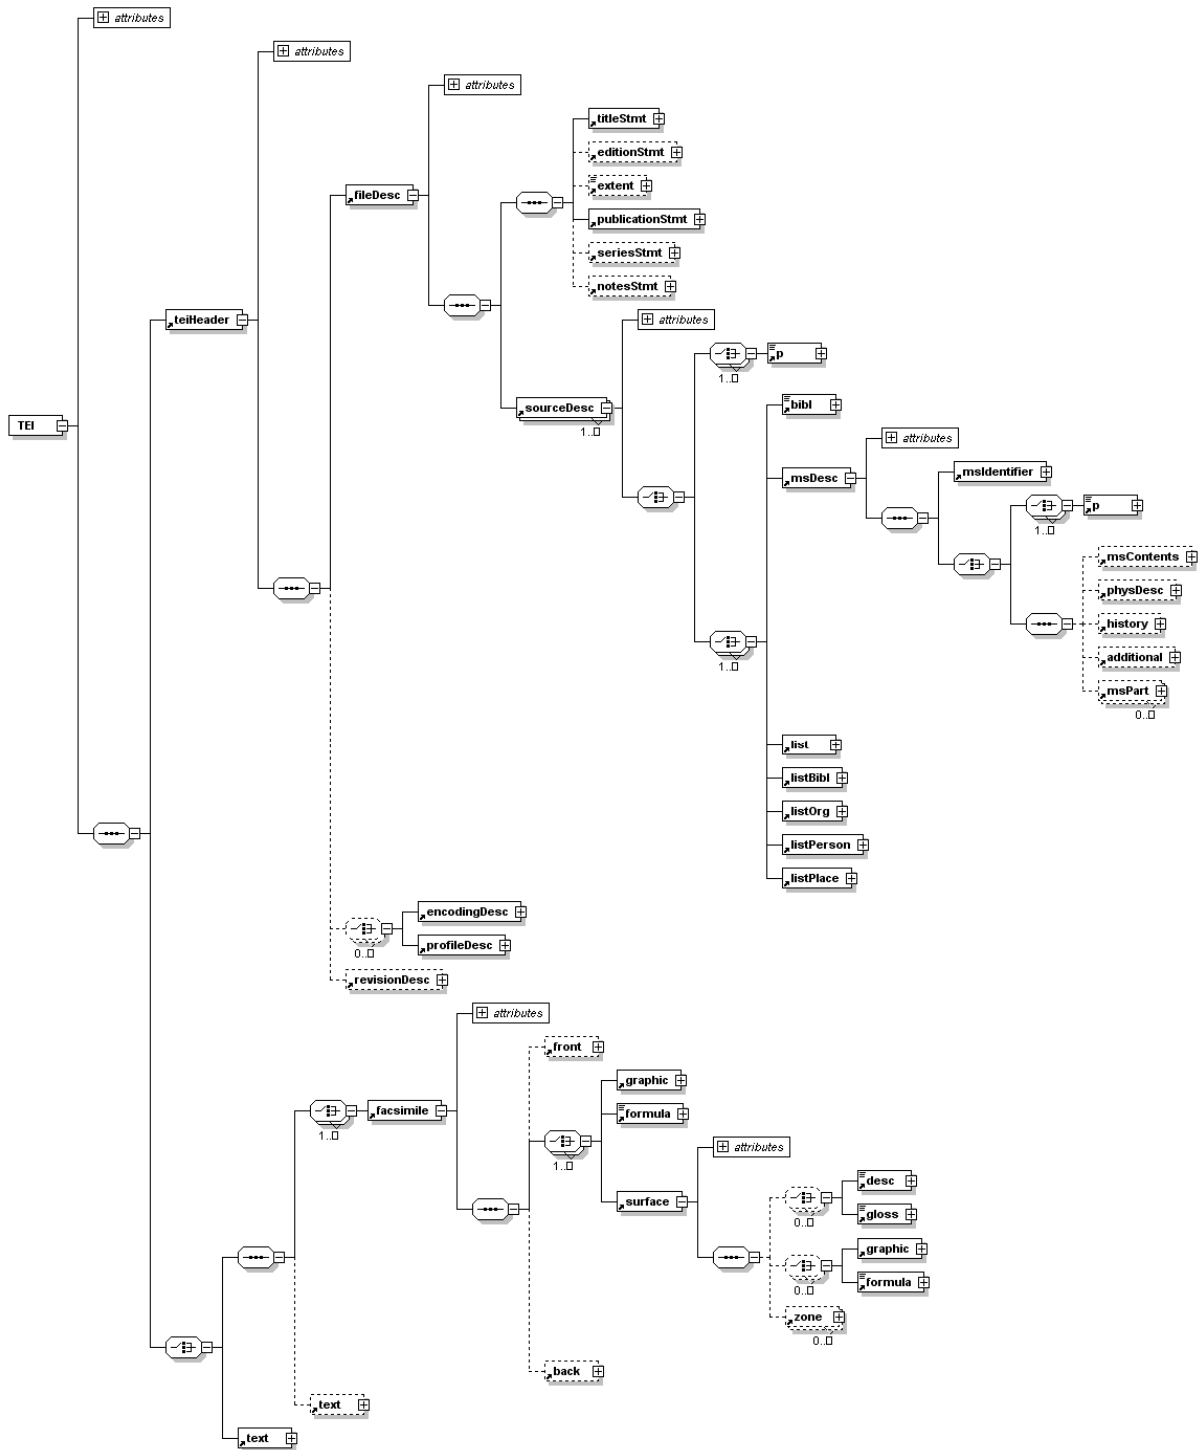 attributes
attributes
attributes
titleStmt
editionStmt
extent
fileDesc
publicationStmt
seriesStmt
notesStmt
teiHeader
attributes
p
1..
bibl
sourceDesc
TEI
1..
attributes
msIdentifier
msDesc
p
1..
msContents
physDesc
history
additional
1..
msPart
0..
list
listBibl
listOrg
listPerson
listPlace
encodingDesc
profileDesc
0..
revisionDesc
attributes
front
graphic
facsimile
formula
1..
attributes
1..
desc
surface
gloss
0..
graphic
formula
0..
zone
0..
back
text
text